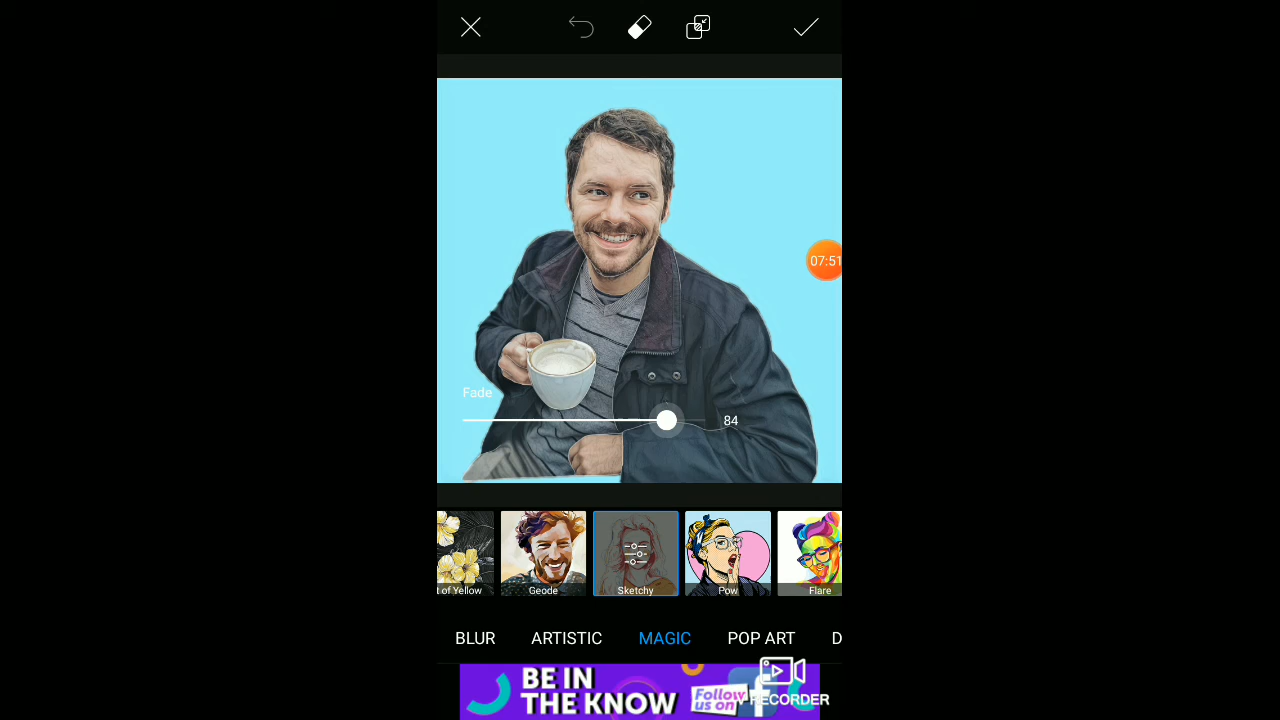 07:51
Fade
84
t of Yellow
Geode
Sketchy
Pow
Flare
BLUR
ARTISTIC
MAGIC
POP ART
D
BE IN
THE KNOW
Follow
us on
RECORDER